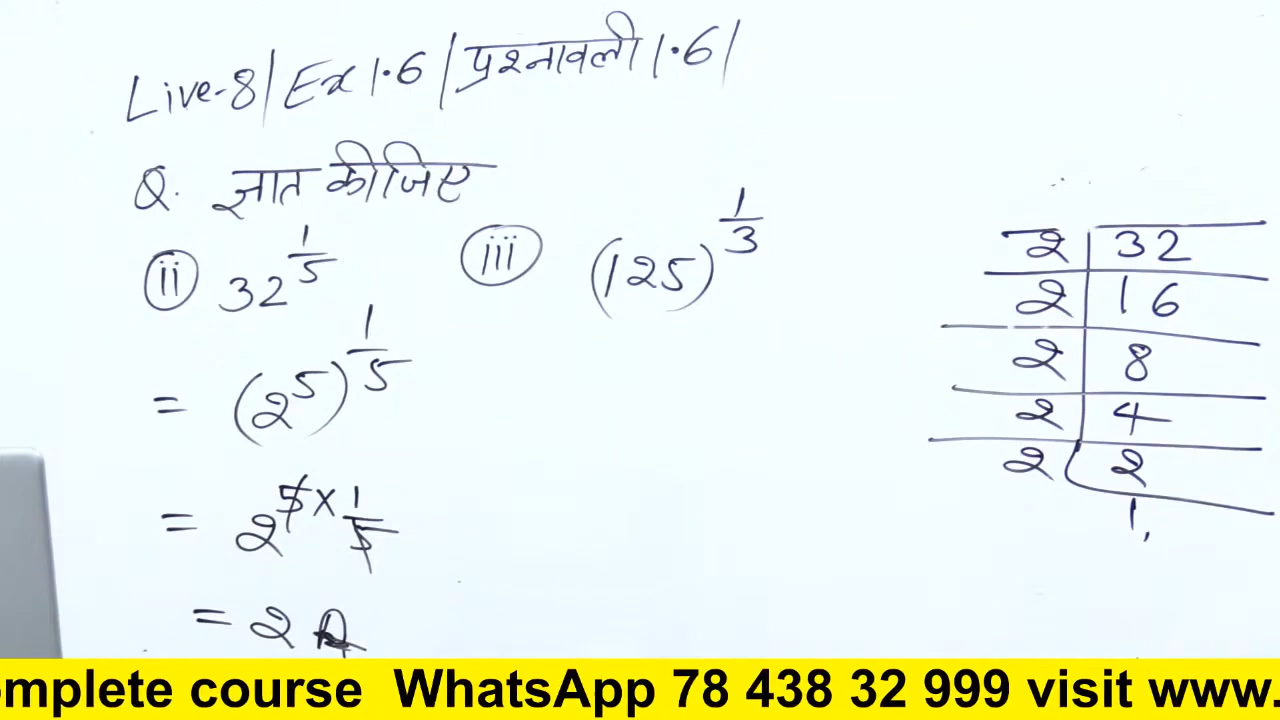 Live-8 | Ex 1.6 | प्रश्नावली 1.6 |
Q. ज्ञात कीजिए
(ii) 32^(1/5)
= (2^5)^(1/5)
= 2^(5×1/5)
= 2
(iii) (125)^(1/3)
2 | 32
2 | 16
2 | 8
2 | 4
2 | 2
1,
omplete course WhatsApp 78 438 32 999 visit www.